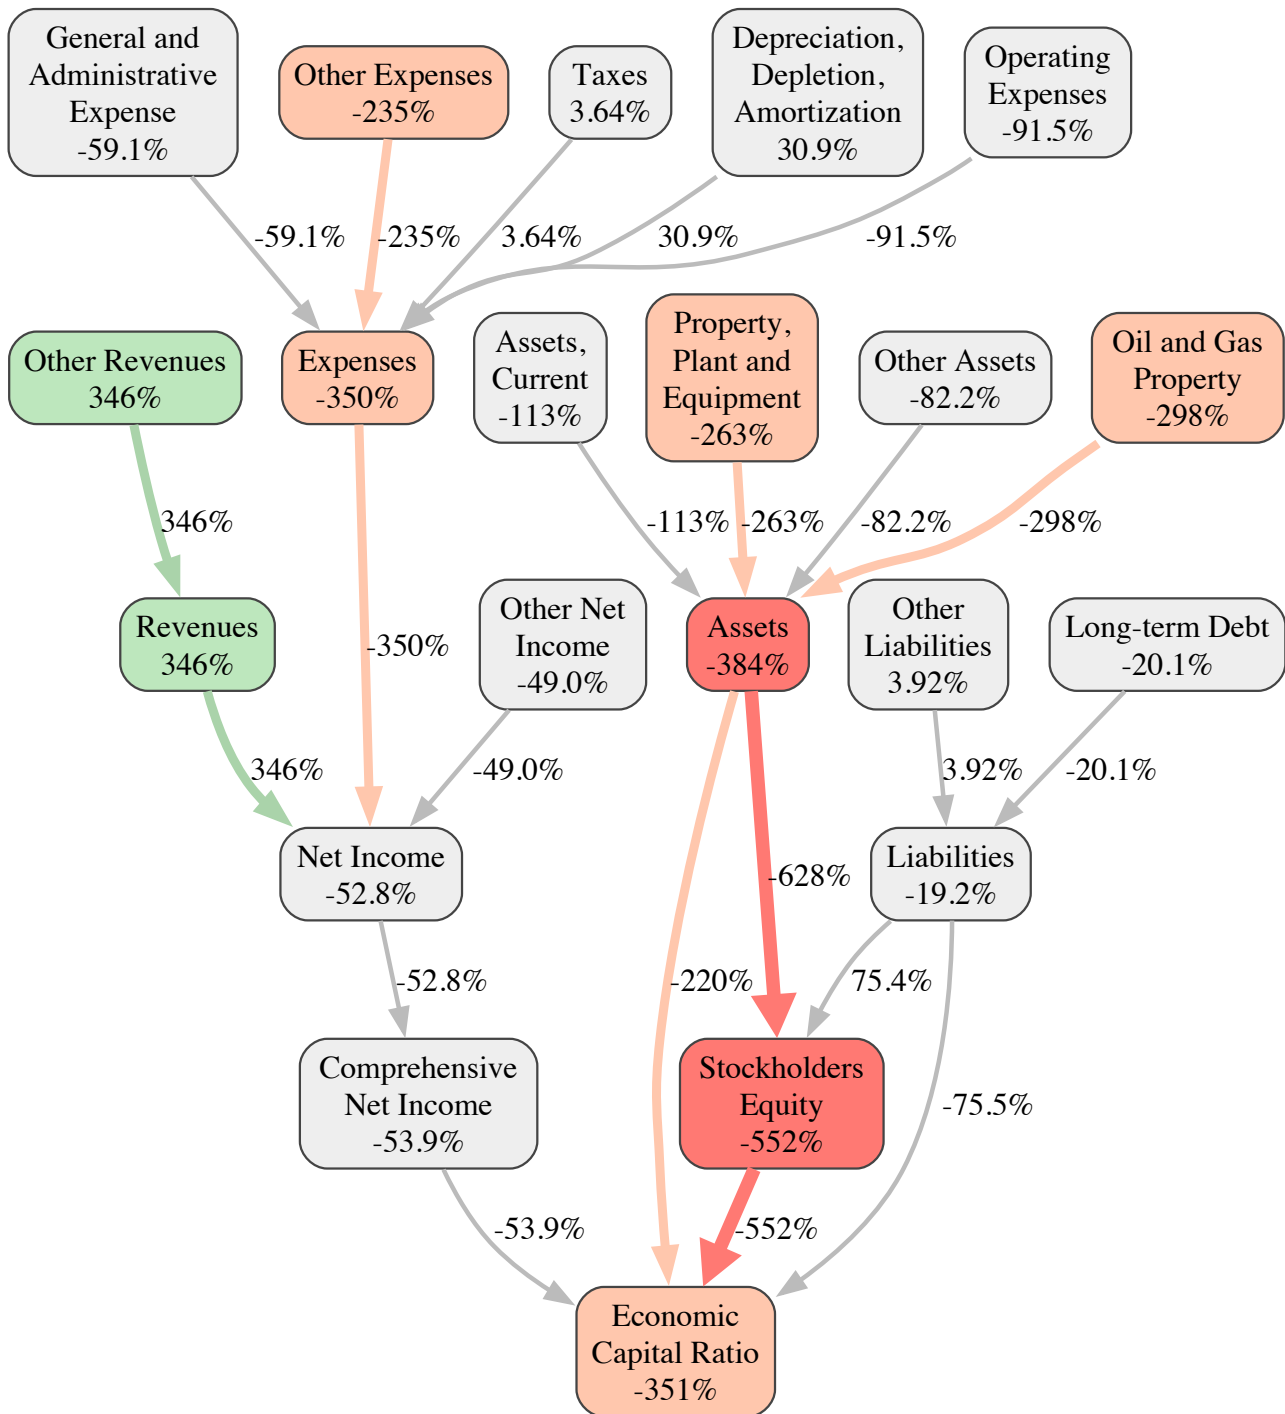 General and
Administrative
Expense
-59.1%
Other Expenses
-235%
Taxes
3.64%
Depreciation,
Depletion,
Amortization
30.9%
Operating
Expenses
-91.5%
-59.1%
-235%
3.64%
30.9%
-91.5%
Other Revenues
346%
Expenses
-350%
Assets,
Current
-113%
Property,
Plant and
Equipment
-263%
Other Assets
-82.2%
Oil and Gas
Property
-298%
346%
-113%
-263%
-82.2%
-298%
Revenues
346%
-350%
Other Net
Income
-49.0%
Assets
-384%
Other
Liabilities
3.92%
Long-term Debt
-20.1%
346%
-49.0%
3.92%
-20.1%
Net Income
-52.8%
-628%
Liabilities
-19.2%
-52.8%
-220%
75.4%
Comprehensive
Net Income
-53.9%
Stockholders
Equity
-552%
-75.5%
-53.9%
-552%
Economic
Capital Ratio
-351%